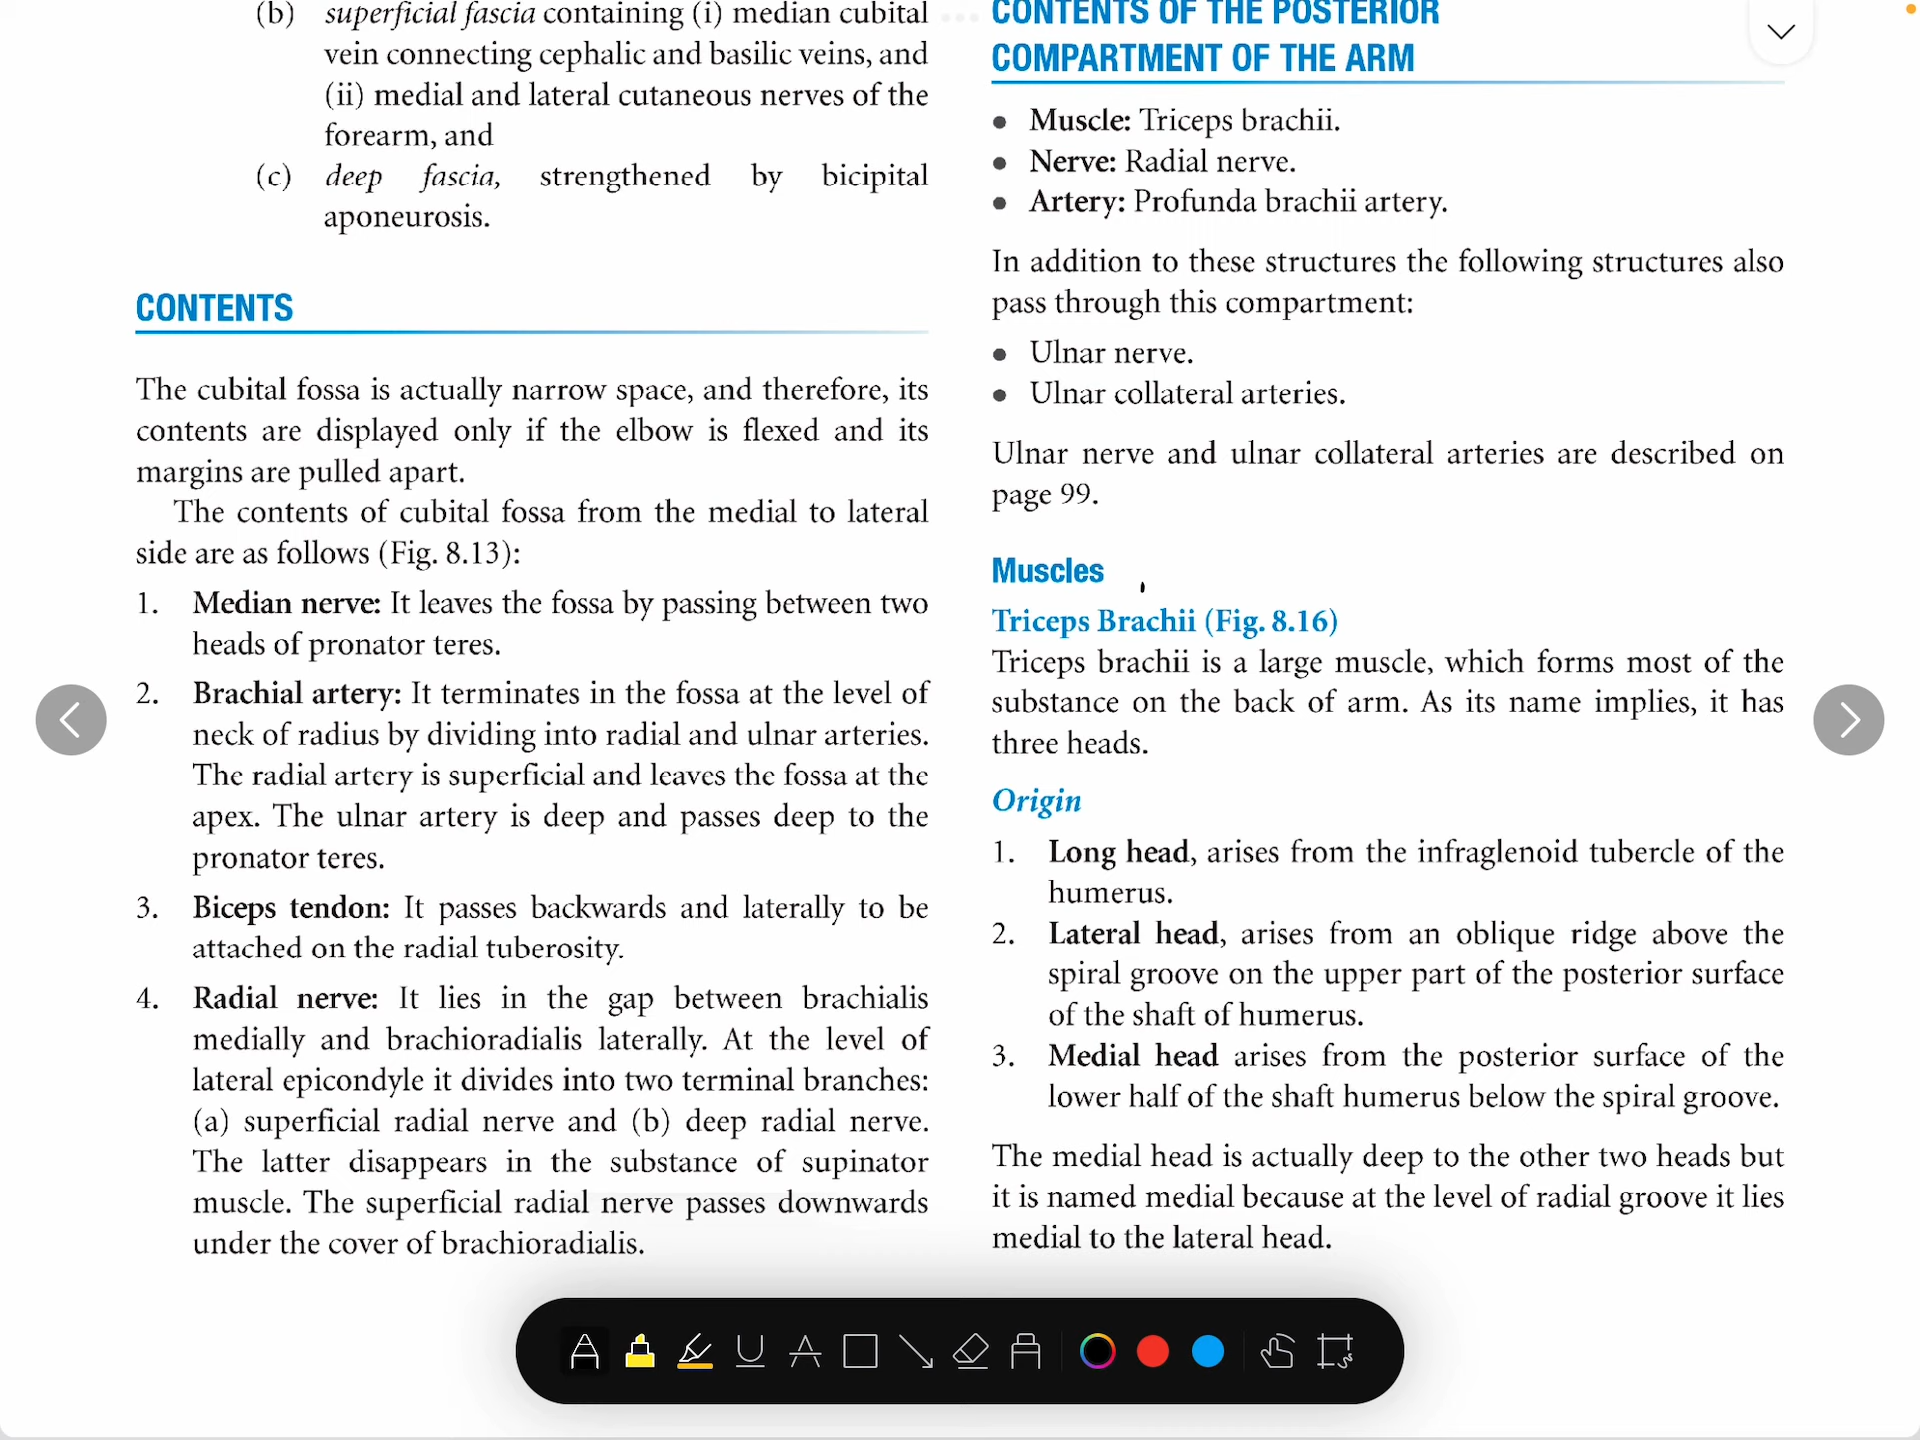 (b) superficial fascia containing (i) median cubital
vein connecting cephalic and basilic veins, and
(ii) medial and lateral cutaneous nerves of the
forearm, and
(c) deep fascia, strengthened by bicipital
aponeurosis.
CONTENTS
The cubital fossa is actually narrow space, and therefore, its
contents are displayed only if the elbow is flexed and its
margins are pulled apart.
The contents of cubital fossa from the medial to lateral
side are as follows (Fig. 8.13):
1. Median nerve: It leaves the fossa by passing between two
heads of pronator teres.
2. Brachial artery: It terminates in the fossa at the level of
neck of radius by dividing into radial and ulnar arteries.
The radial artery is superficial and leaves the fossa at the
apex. The ulnar artery is deep and passes deep to the
pronator teres.
3. Biceps tendon: It passes backwards and laterally to be
attached on the radial tuberosity.
4. Radial nerve: It lies in the gap between brachialis
medially and brachioradialis laterally. At the level of
lateral epicondyle it divides into two terminal branches:
(a) superficial radial nerve and (b) deep radial nerve.
The latter disappears in the substance of supinator
muscle. The superficial radial nerve passes downwards
under the cover of brachioradialis.
CONTENTS OF THE POSTERIOR
COMPARTMENT OF THE ARM
• Muscle: Triceps brachii.
• Nerve: Radial nerve.
• Artery: Profunda brachii artery.
In addition to these structures the following structures also
pass through this compartment:
• Ulnar nerve.
• Ulnar collateral arteries.
Ulnar nerve and ulnar collateral arteries are described on
page 99.
Muscles
Triceps Brachii (Fig. 8.16)
Triceps brachii is a large muscle, which forms most of the
substance on the back of arm. As its name implies, it has
three heads.
Origin
1. Long head, arises from the infraglenoid tubercle of the
humerus.
2. Lateral head, arises from an oblique ridge above the
spiral groove on the upper part of the posterior surface
of the shaft of humerus.
3. Medial head arises from the posterior surface of the
lower half of the shaft humerus below the spiral groove.
The medial head is actually deep to the other two heads but
it is named medial because at the level of radial groove it lies
medial to the lateral head.